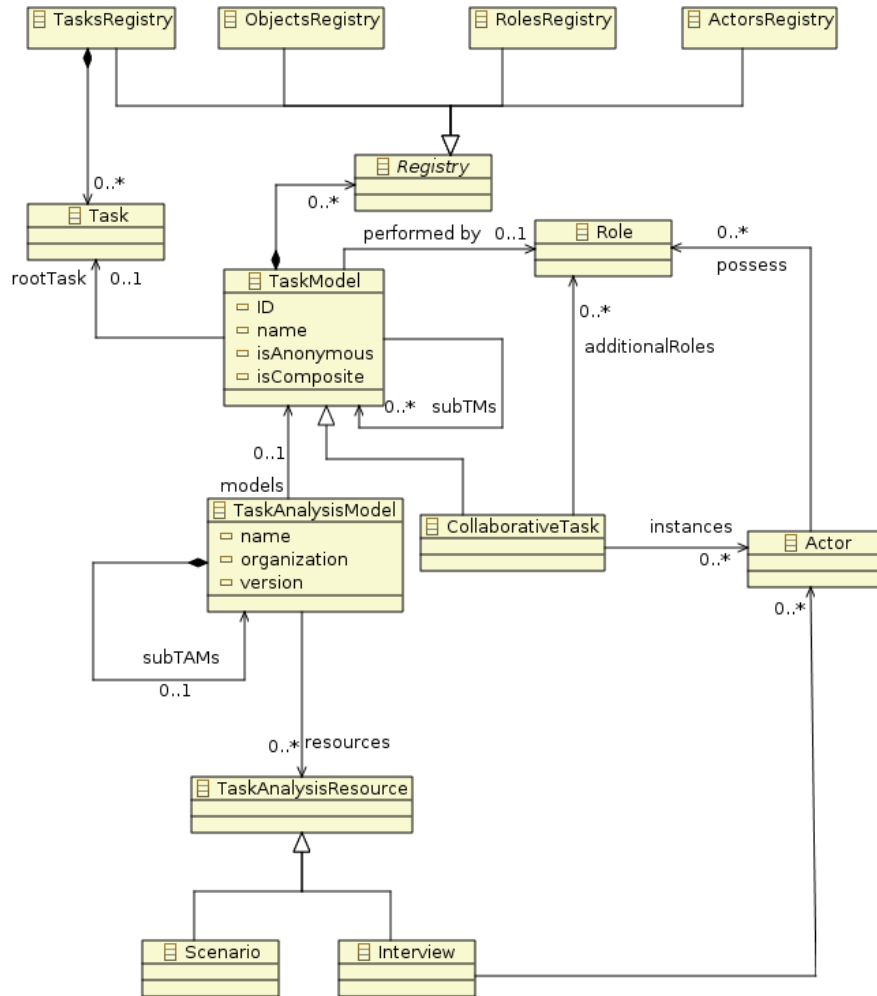 TasksRegistry
ObjectsRegistry
RolesRegistry
ActorsRegistry
Registry
0..*
0..*
Task
performed by 0..1
Role
0..*
possess
rootTask 0..1
TaskModel
ID
name
isAnonymous
isComposite
0..*
additionalRoles
0..* subTMs
0..1
models
TaskAnalysisModel
name
organization
version
CollaborativeTask
instances
0..*
Actor
0..*
subTAMs
0..1
0..* resources
TaskAnalysisResource
Scenario
Interview